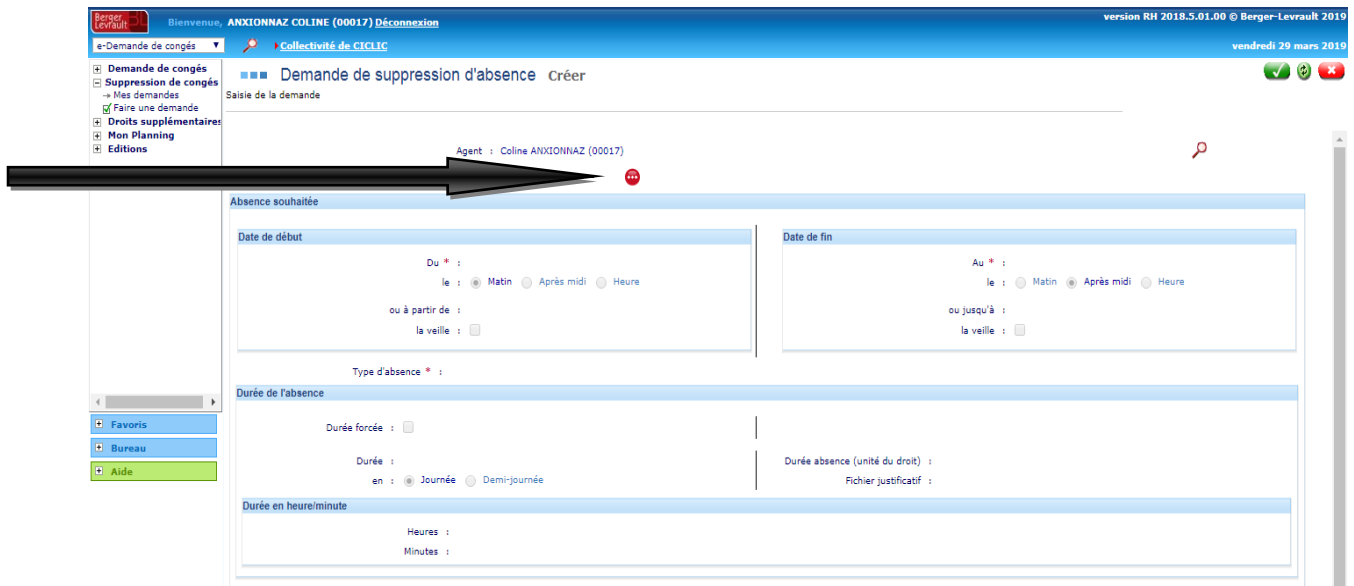 Berger Levrault BL
Bienvenue, ANXIONNAZ COLINE (00017) Déconnexion
version RH 2018.5.01.00 © Berger-Levrault 2019
e-Demande de congés
Collectivité de CICLIC
vendredi 29 mars 2019
Demande de congés
Suppression de congés
Mes demandes
Faire une demande
Droits supplémentaires
Mon Planning
Editions
Favoris
Bureau
Aide
Demande de suppression d'absence Créer
Saisie de la demande
Agent : Coline ANXIONNAZ (00017)
Absence souhaitée
Date de début
Du * :
le : Matin Après midi Heure
ou à partir de :
la veille :
Date de fin
Au * :
le : Matin Après midi Heure
ou jusqu'à :
la veille :
Type d'absence * :
Durée de l'absence
Durée forcée :
Durée :
en : Journée Demi-journée
Durée absence (unité du droit) :
Fichier justificatif :
Durée en heure/minute
Heures :
Minutes :